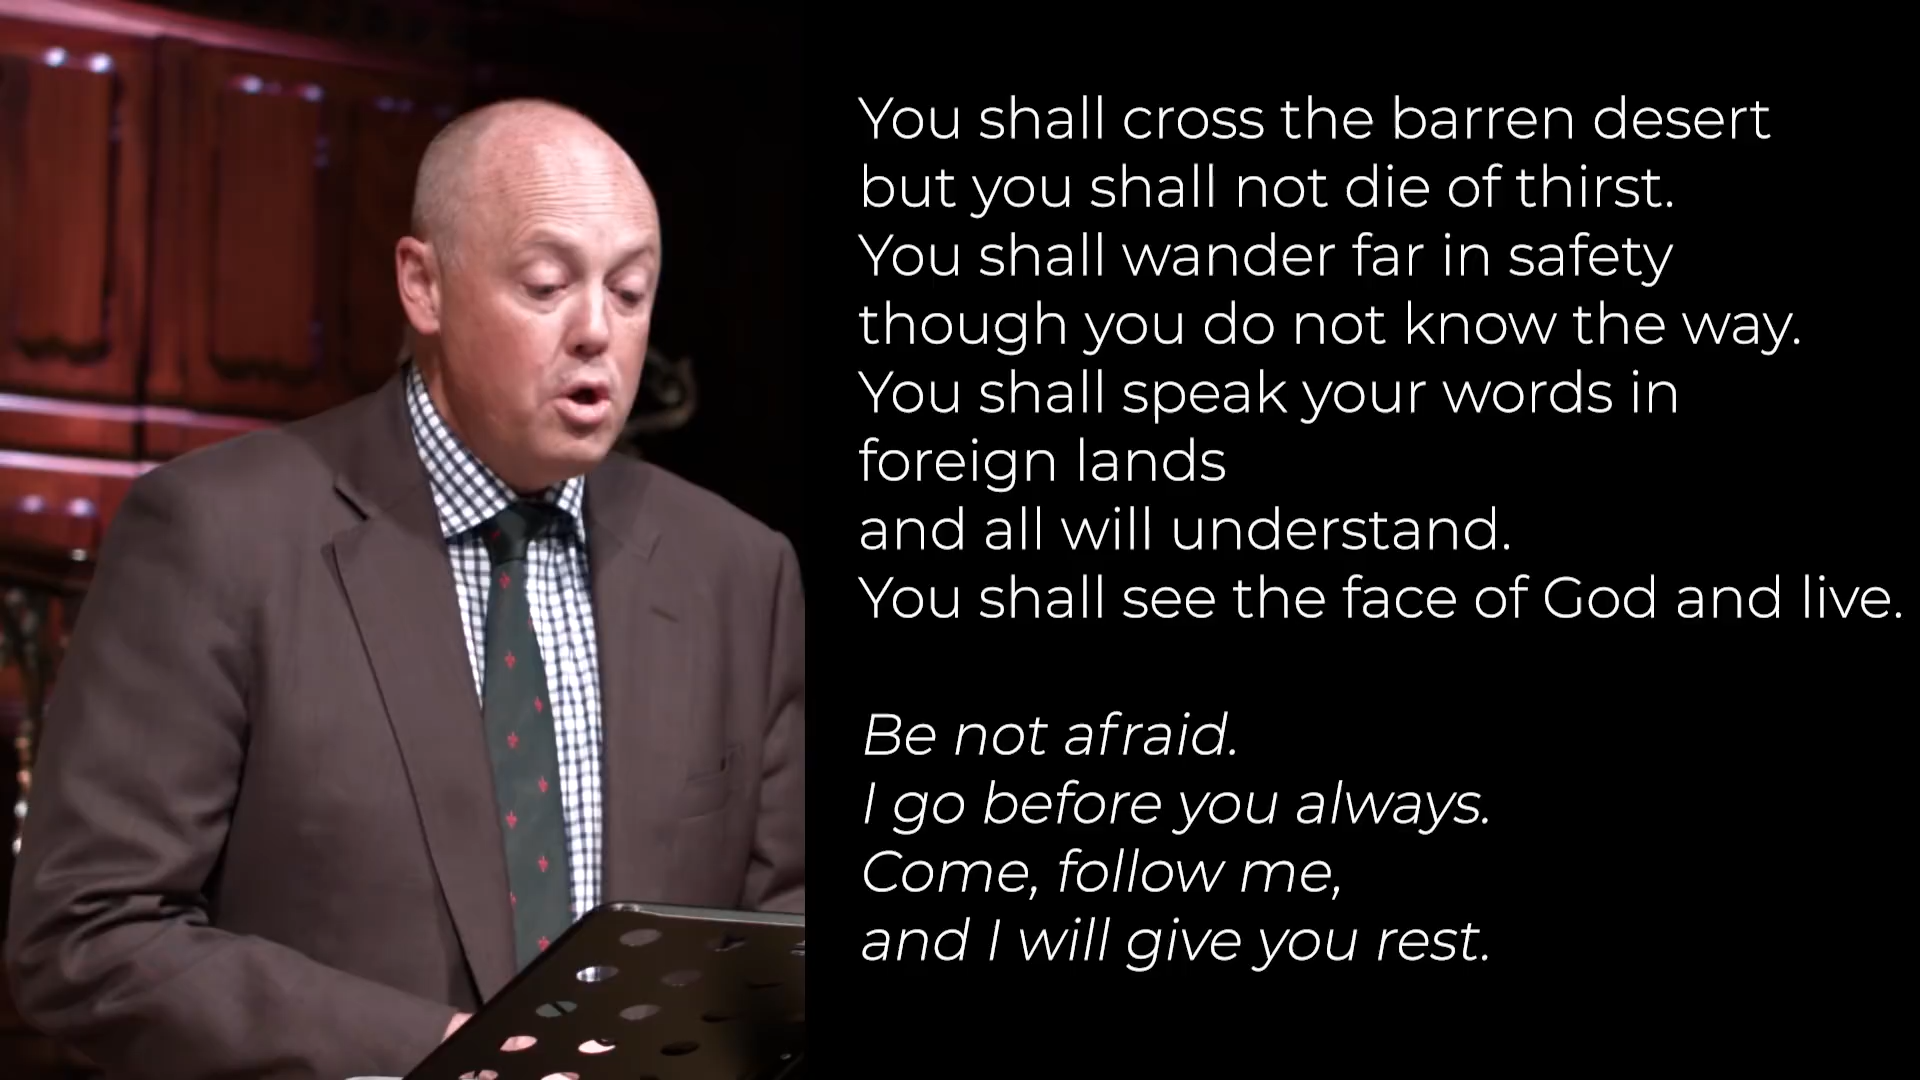 You shall cross the barren desert
but you shall not die of thirst.
You shall wander far in safety
though you do not know the way.
You shall speak your words in
foreign lands
and all will understand.
You shall see the face of God and live.
Be not afraid.
I go before you always.
Come, follow me,
and I will give you rest.